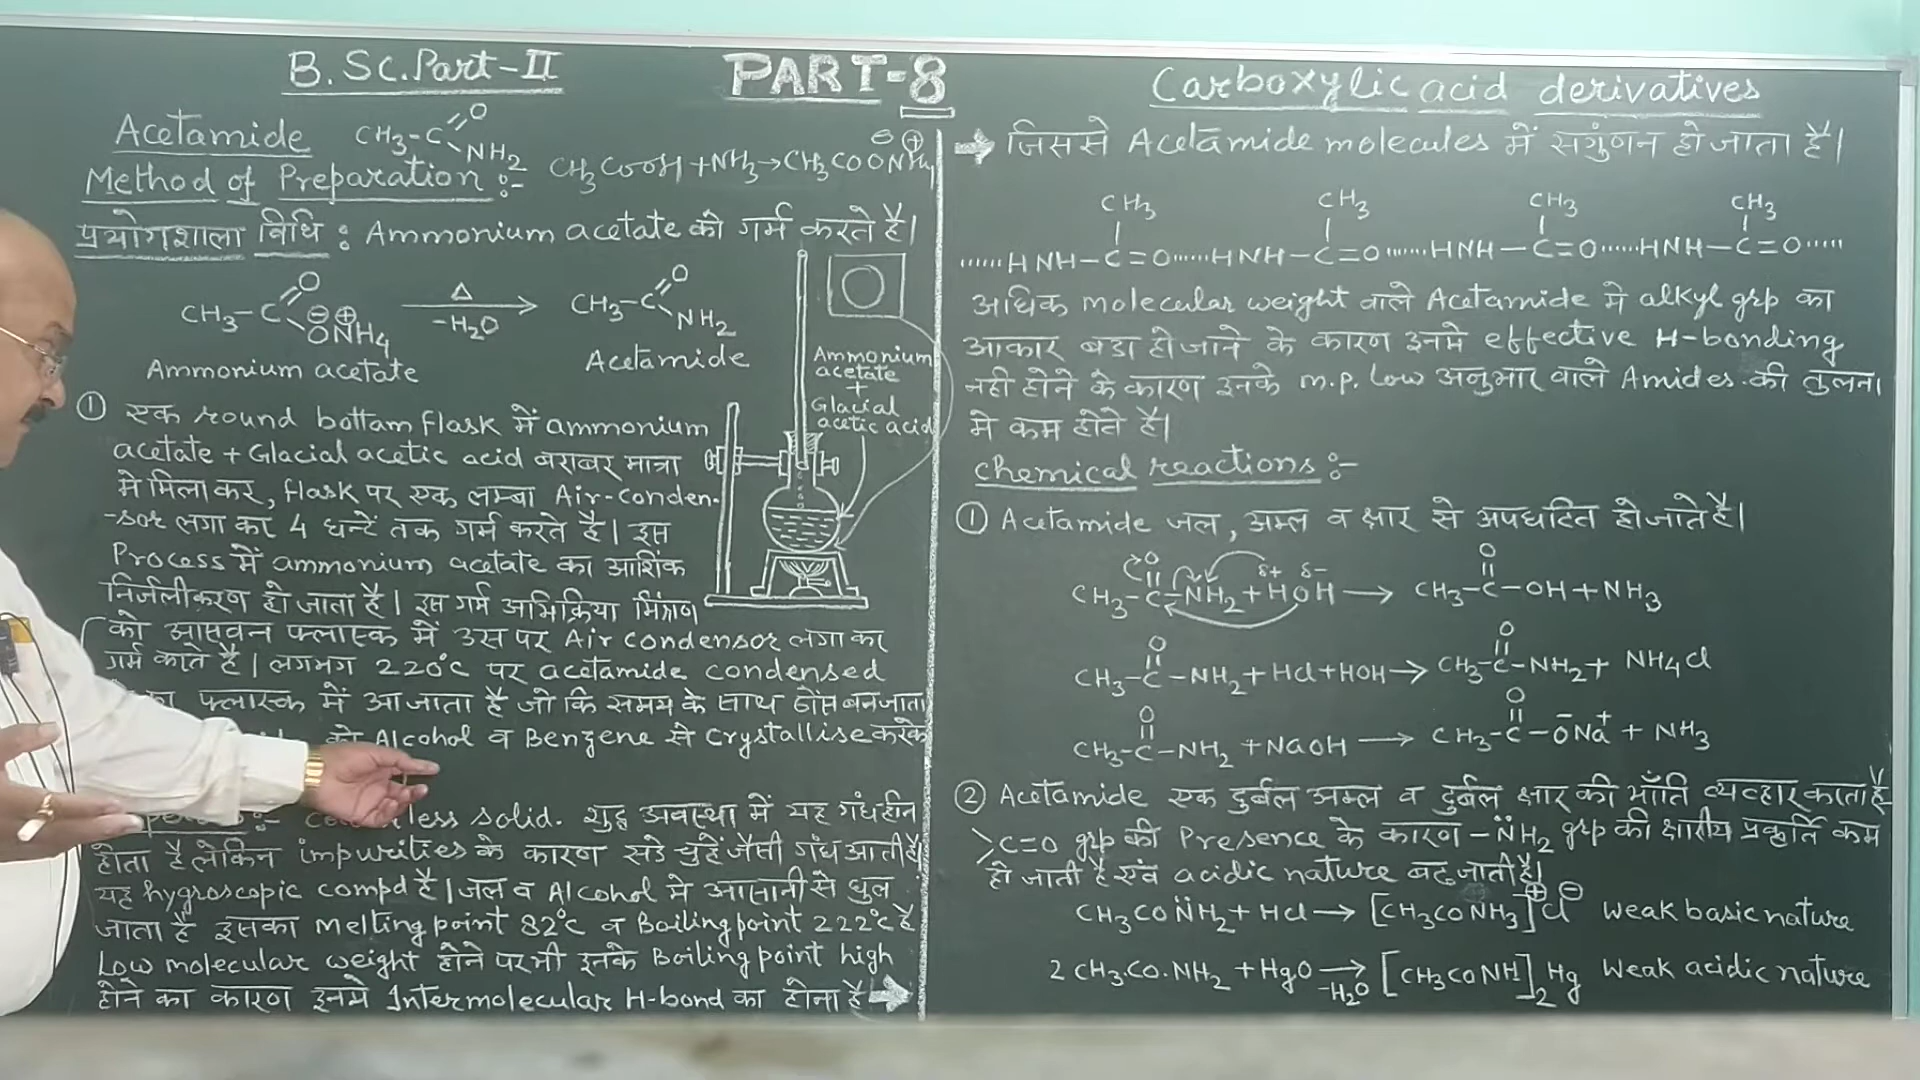 B.Sc.Part-II
PART-8
Carboxylic acid derivatives
Acetamide CH3-C=O NH2
Method of Preparation :- CH3COOH+NH3→CH3COONH4 ⊖ ⊕
प्रयोगशाला विधि : Ammonium acetate को गर्म करते है।
CH3-C=O ⊖⊕ ONH4 Δ -H2O → CH3-C=O NH2
Ammonium acetate Acetamide
Ammonium
acetate
+
Glacial
acetic acid
① एक round bottam flask में ammonium
acetate + Glacial acetic acid बराबर मात्रा
मे मिला कर, flask पर एक लम्बा Air-conden-
-sor लगा कर 4 घन्टें तक गर्म करते है। इस
Process में ammonium acetate का आशिंक
निर्जलीकरण हो जाता है। इस गर्म अभिक्रिया मिश्रण
को आसवन फ्लास्क में उस पर Air condensor लगा कर
गर्म करते है। लगभग 220°c पर acetamide condensed
फ्लास्क में आ जाता है जो कि समय के साथ ठोस बन जाता
को Alcohol व Benzene से Crystallise करके
less solid. शुद्ध अवस्था में यह गंधहीन
होता है लेकिन impurities के कारण सडे चुहें जैसी गंध आती है
यह hygroscopic compd है। जल व Alcohol मे आसानी से धुल
जाता है इसका melting point 82°c व Boiling point 222°c है
Low molecular weight होने पर भी इनके Boiling point high
होने का कारण इनमे Intermolecular H-bond का होना है →
→ जिससे Acetamide molecules में सगुंणन हो जाता है।
CH3 CH3 CH3 CH3
......HNH-C=O......HNH-C=O......HNH-C=O......HNH-C=O.....
अधिक molecular weight वाले Acetamide मे alkyl grp का
आकार बडा हो जाने के कारण इनमे effective H-bonding
नही होने के कारण इनके m.p. Low अनुभार वाले Amides की तुलना
मे कम होते है।
chemical reactions :-
① Acetamide जल, अम्ल व क्षार से अपघटित हो जाते है।
O δ+ δ- O
CH3-C-NH2+HOH → CH3-C-OH+NH3
O O
CH3-C-NH2+HCl+HOH→CH3-C-NH2+ NH4Cl
O O
CH3-C-NH2 +NaOH → CH3-C-ŌNa⁺ + NH3
② Acetamide एक दुर्बल अम्ल व दुर्बल क्षार की भाँति व्यवहार करता है
>C=O grp की Presence के कारण -N̈H2 grp की क्षारीय प्रकृर्ति कम
हो जाती है एवं acidic nature बढ जाती है।
CH3CON̈H2+HCl→[CH3CONH3]⊕Cl⊖ weak basic nature
2 CH3.CO.NH2 +HgO→ -H2O [CH3CONH]2Hg weak acidic nature